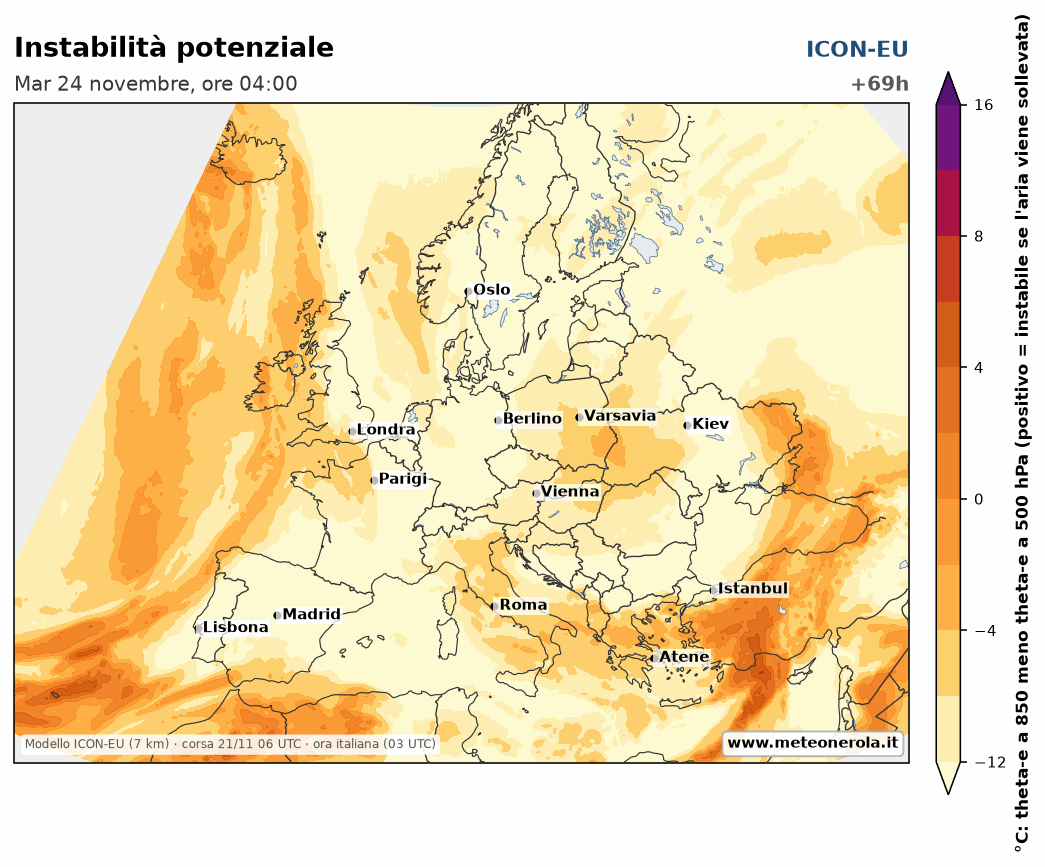 Instabilità potenziale
ICON-EU
Mar 24 novembre, ore 04:00
+69h
Oslo
Berlino
Varsavia
Kiev
Londra
Parigi
Vienna
Istanbul
Roma
Madrid
Lisbona
Atene
Modello ICON-EU (7 km) · corsa 21/11 06 UTC · ora italiana (03 UTC)
www.meteonerola.it
16
8
4
0
−4
−12
°C: theta-e a 850 meno theta-e a 500 hPa (positivo = instabile se l'aria viene sollevata)